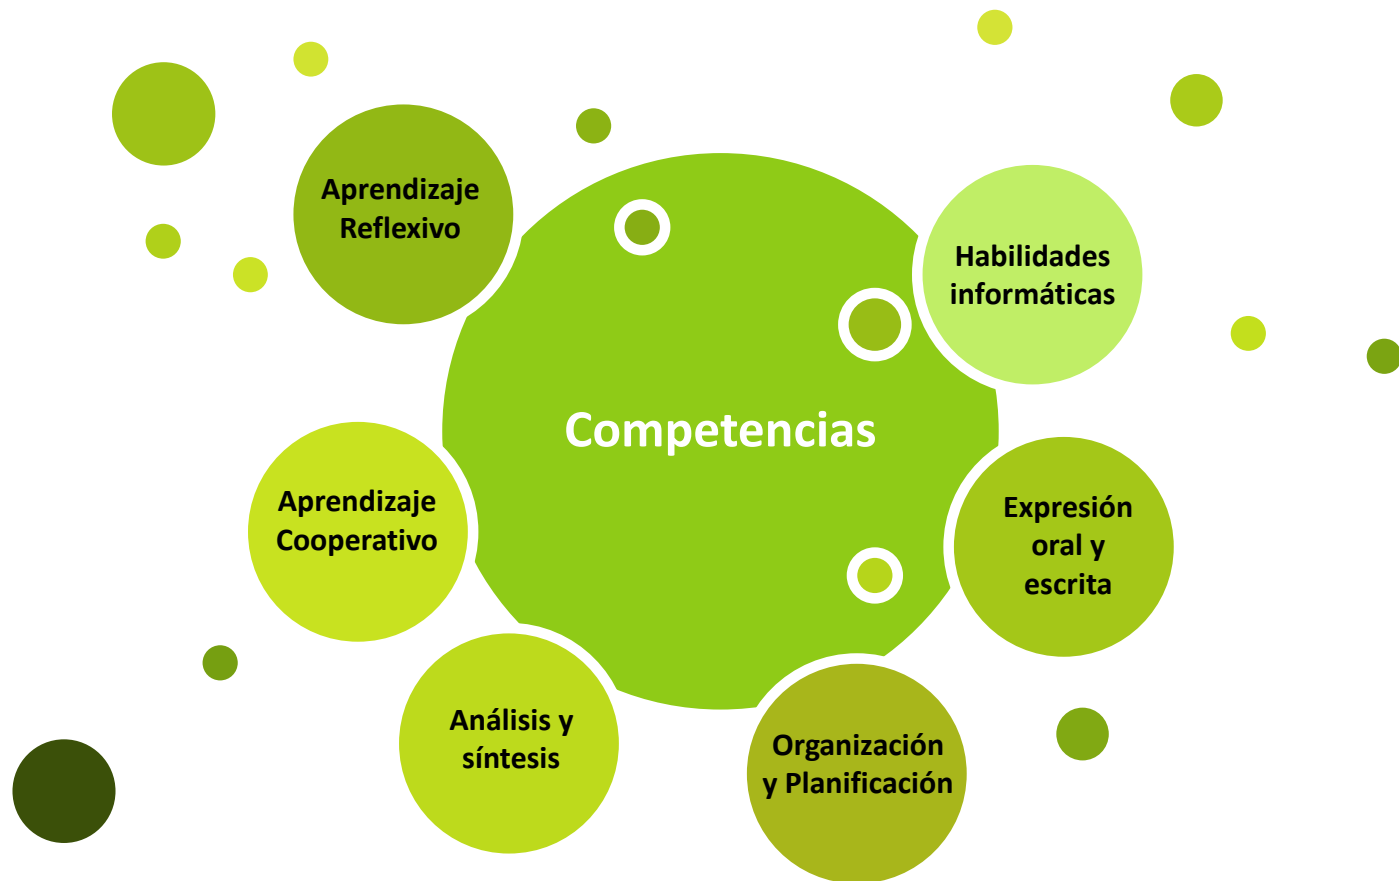 Aprendizaje
Reflexivo
Habilidades
informáticas
Competencias
Aprendizaje
Cooperativo
Expresión
oral y
escrita
Análisis y
síntesis
Organización
y Planificación